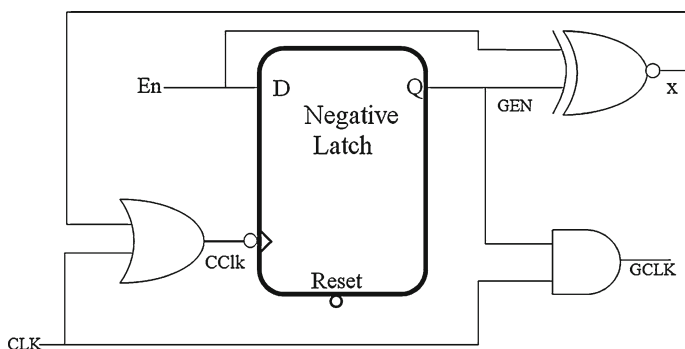 En
D
Q
Negative
Latch
GEN
x
CClk
Reset
GCLK
CLK